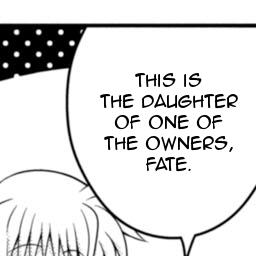 THIS IS
THE DAUGHTER
OF ONE OF
THE OWNERS,
FATE.